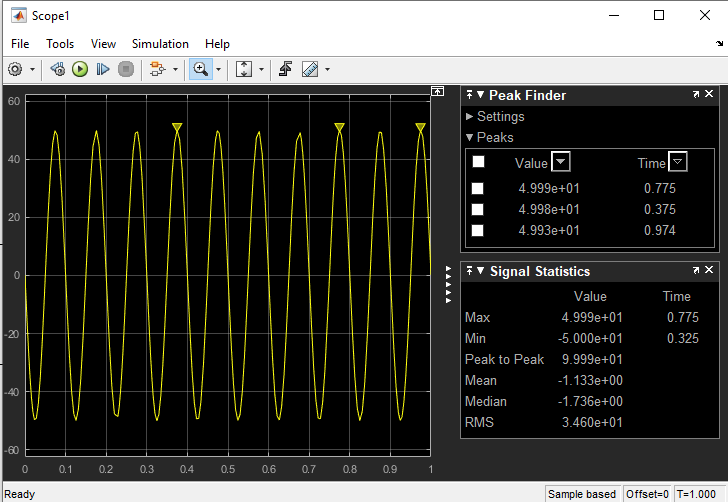 Scope1
File Tools View Simulation Help
60
40
20
0
-20
-40
-60
0 0.1 0.2 0.3 0.4 0.5 0.6 0.7 0.8 0.9 1
Peak Finder
Settings
Peaks
Value Time
4.999e+01 0.775
4.998e+01 0.375
4.993e+01 0.974
Signal Statistics
Value Time
Max 4.999e+01 0.775
Min -5.000e+01 0.325
Peak to Peak 9.999e+01
Mean -1.133e+00
Median -1.736e+00
RMS 3.460e+01
Ready Sample based Offset=0 T=1.000